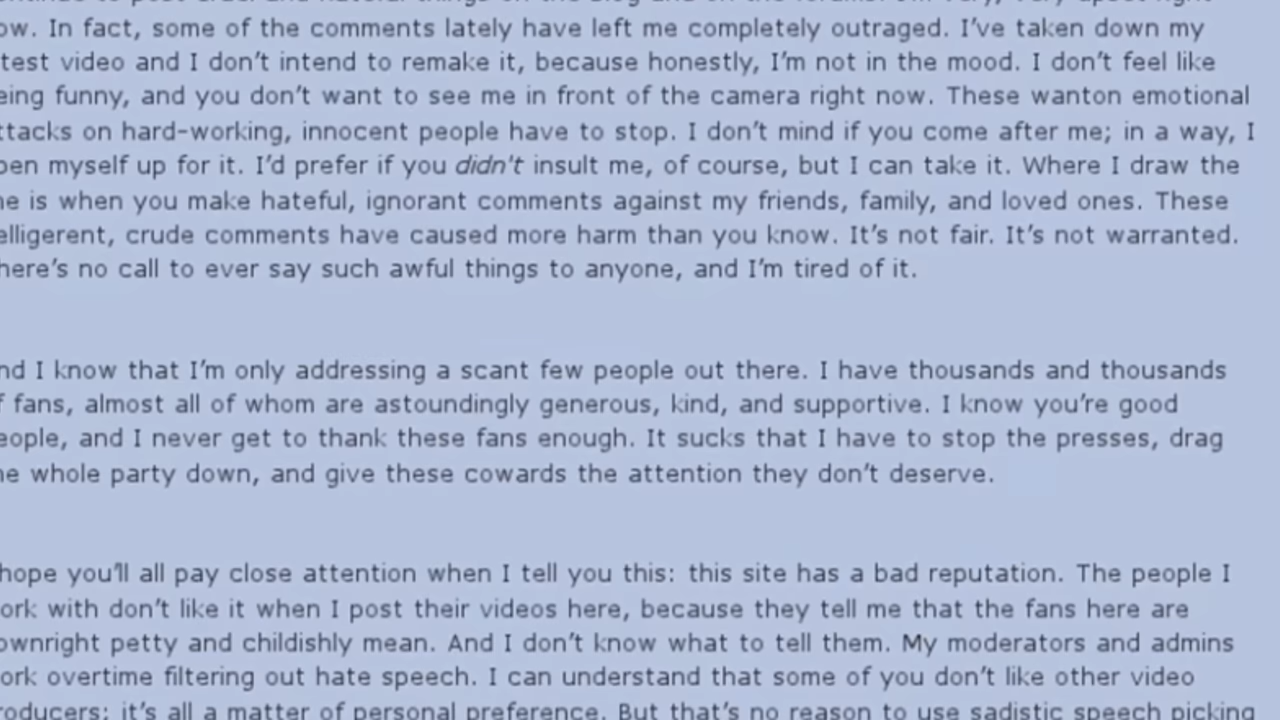 ow. In fact, some of the comments lately have left me completely outraged. I've taken down my
test video and I don't intend to remake it, because honestly, I'm not in the mood. I don't feel like
eing funny, and you don't want to see me in front of the camera right now. These wanton emotional
ttacks on hard-working, innocent people have to stop. I don't mind if you come after me; in a way, I
pen myself up for it. I'd prefer if you didn't insult me, of course, but I can take it. Where I draw the
ne is when you make hateful, ignorant comments against my friends, family, and loved ones. These
elligerent, crude comments have caused more harm than you know. It's not fair. It's not warranted.
here's no call to ever say such awful things to anyone, and I'm tired of it.
nd I know that I'm only addressing a scant few people out there. I have thousands and thousands
f fans, almost all of whom are astoundingly generous, kind, and supportive. I know you're good
eople, and I never get to thank these fans enough. It sucks that I have to stop the presses, drag
he whole party down, and give these cowards the attention they don't deserve.
hope you'll all pay close attention when I tell you this: this site has a bad reputation. The people I
ork with don't like it when I post their videos here, because they tell me that the fans here are
ownright petty and childishly mean. And I don't know what to tell them. My moderators and admins
ork overtime filtering out hate speech. I can understand that some of you don't like other video
roducers; it's all a matter of personal preference. But that's no reason to use sadistic speech picking